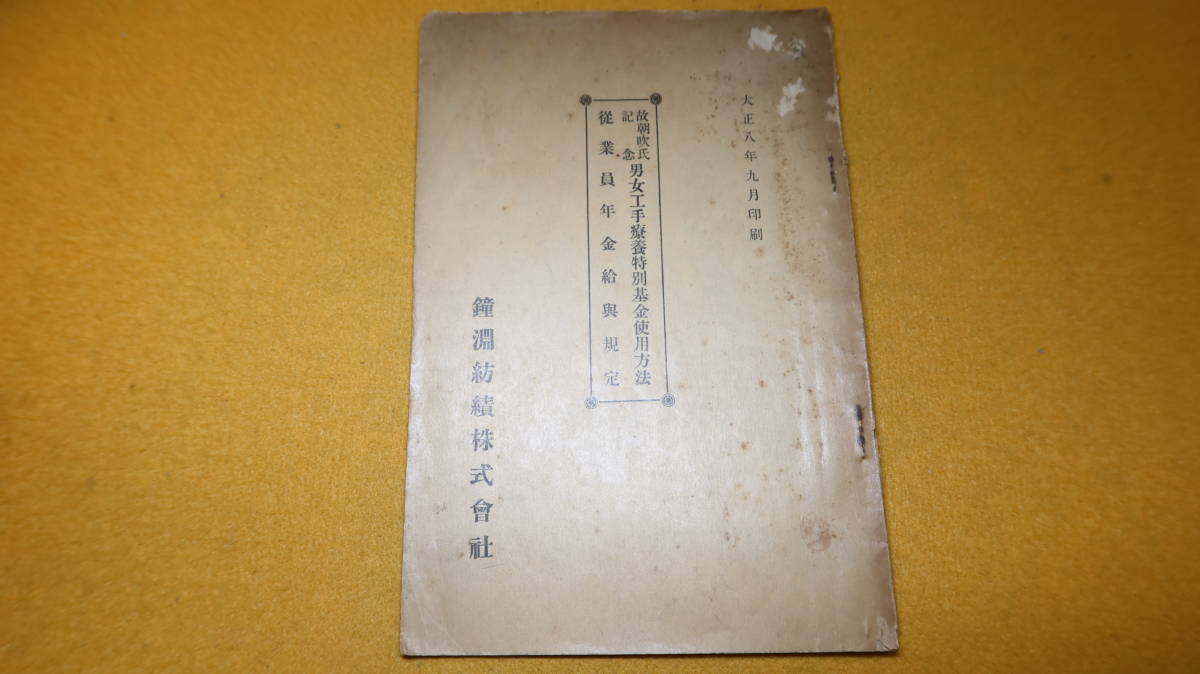 大正八年九月印刷
故朝吹氏記念男女工手療養特別基金使用方法
從業員年金給與規定
鐘淵紡績株式會社